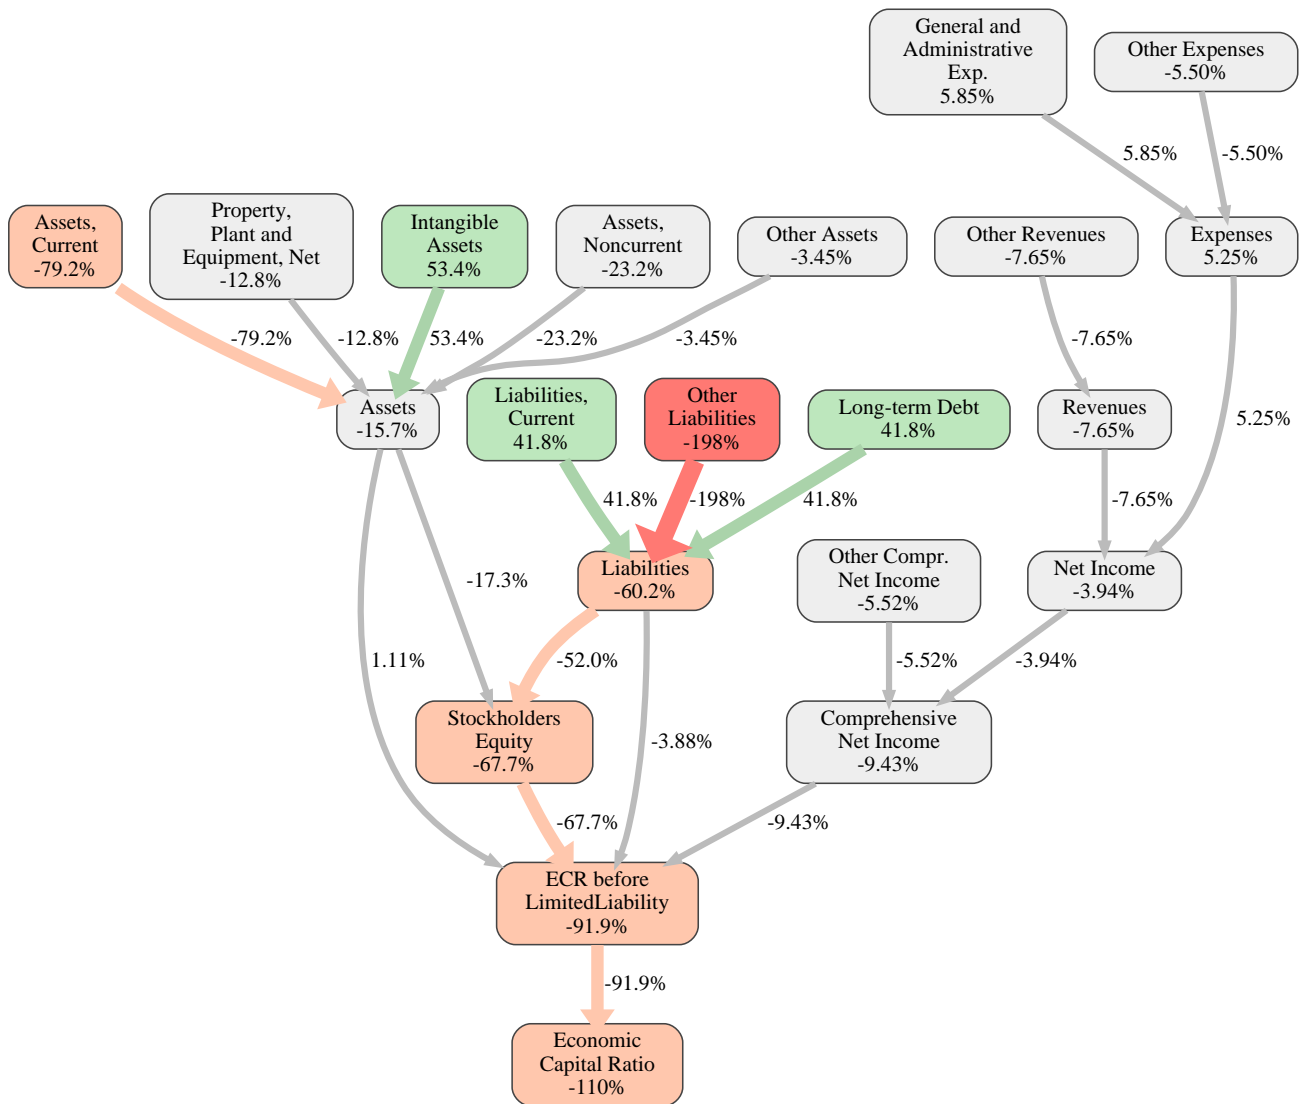 General and
Administrative
Exp.
5.85%
Other Expenses
-5.50%
5.85%
-5.50%
Assets,
Current
-79.2%
Property,
Plant and
Equipment, Net
-12.8%
Intangible
Assets
53.4%
Assets,
Noncurrent
-23.2%
Other Assets
-3.45%
Other Revenues
-7.65%
Expenses
5.25%
-79.2%
-12.8%
53.4%
-23.2%
-3.45%
-7.65%
5.25%
Assets
-15.7%
Liabilities,
Current
41.8%
Other
Liabilities
-198%
Long-term Debt
41.8%
Revenues
-7.65%
41.8%
-198%
41.8%
-7.65%
Liabilities
-60.2%
Other Compr.
Net Income
-5.52%
Net Income
-3.94%
-17.3%
1.11%
-52.0%
-5.52%
-3.94%
Stockholders
Equity
-67.7%
-3.88%
Comprehensive
Net Income
-9.43%
-67.7%
-9.43%
ECR before
LimitedLiability
-91.9%
-91.9%
Economic
Capital Ratio
-110%